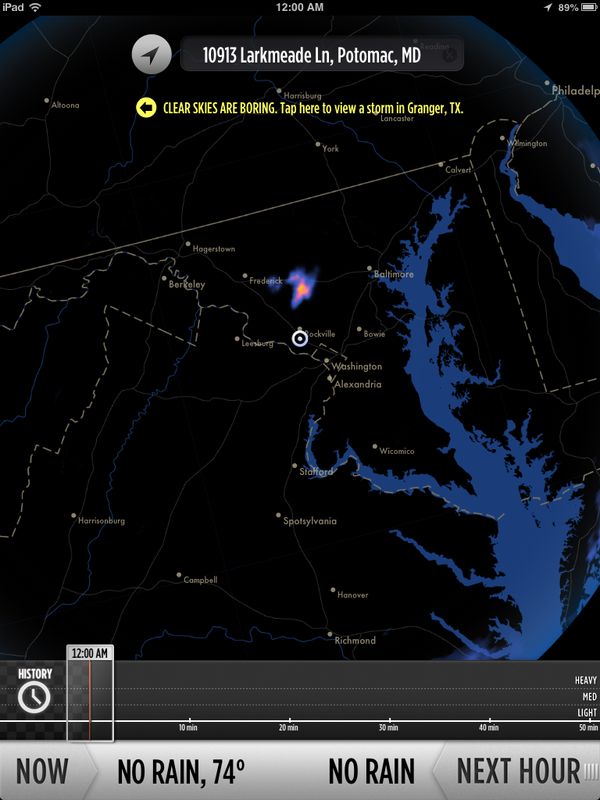 iPad 12:00 AM 89%
10913 Larkmeade Ln, Potomac, MD
Reading
Harrisburg
CLEAR SKIES ARE BORING. Tap here to view a storm in Granger, TX.
Altoona
Philadelp
Lancaster
York
Wilmington
Calvert
Hagerstown
Berkeley
Frederick
Baltimore
Rockville
Bowie
Leesburg
Washington
Alexandria
Wicomico
Stafford
Harrisonburg
Spotsylvania
Campbell
Hanover
Richmond
12:00 AM
HISTORY
HEAVY
MED
LIGHT
10 min 20 min 30 min 40 min 50 min
NOW NO RAIN, 74° NO RAIN NEXT HOUR